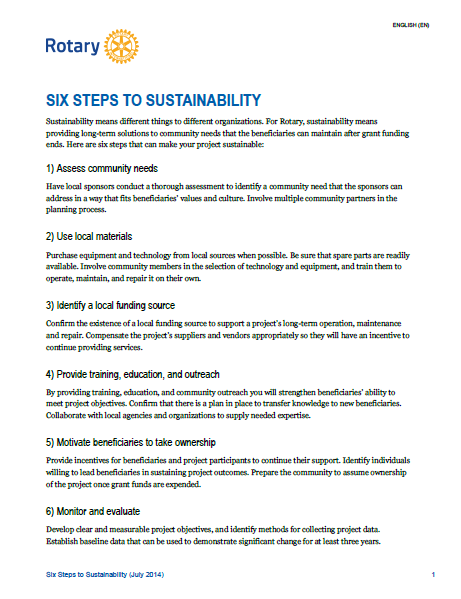 ENGLISH (EN)
Rotary
SIX STEPS TO SUSTAINABILITY
Sustainability means different things to different organizations. For Rotary, sustainability means
providing long-term solutions to community needs that the beneficiaries can maintain after grant funding
ends. Here are six steps that can make your project sustainable:
1) Assess community needs
Have local sponsors conduct a thorough assessment to identify a community need that the sponsors can
address in a way that fits beneficiaries' values and culture. Involve multiple community partners in the
planning process.
2) Use local materials
Purchase equipment and technology from local sources when possible. Be sure that spare parts are readily
available. Involve community members in the selection of technology and equipment, and train them to
operate, maintain, and repair it on their own.
3) Identify a local funding source
Confirm the existence of a local funding source to support a project's long-term operation, maintenance
and repair. Compensate the project's suppliers and vendors appropriately so they will have an incentive to
continue providing services.
4) Provide training, education, and outreach
By providing training, education, and community outreach you will strengthen beneficiaries' ability to
meet project objectives. Confirm that there is a plan in place to transfer knowledge to new beneficiaries.
Collaborate with local agencies and organizations to supply needed expertise.
5) Motivate beneficiaries to take ownership
Provide incentives for beneficiaries and project participants to continue their support. Identify individuals
willing to lead beneficiaries in sustaining project outcomes. Prepare the community to assume ownership
of the project once grant funds are expended.
6) Monitor and evaluate
Develop clear and measurable project objectives, and identify methods for collecting project data.
Establish baseline data that can be used to demonstrate significant change for at least three years.
Six Steps to Sustainability (July 2014) 1